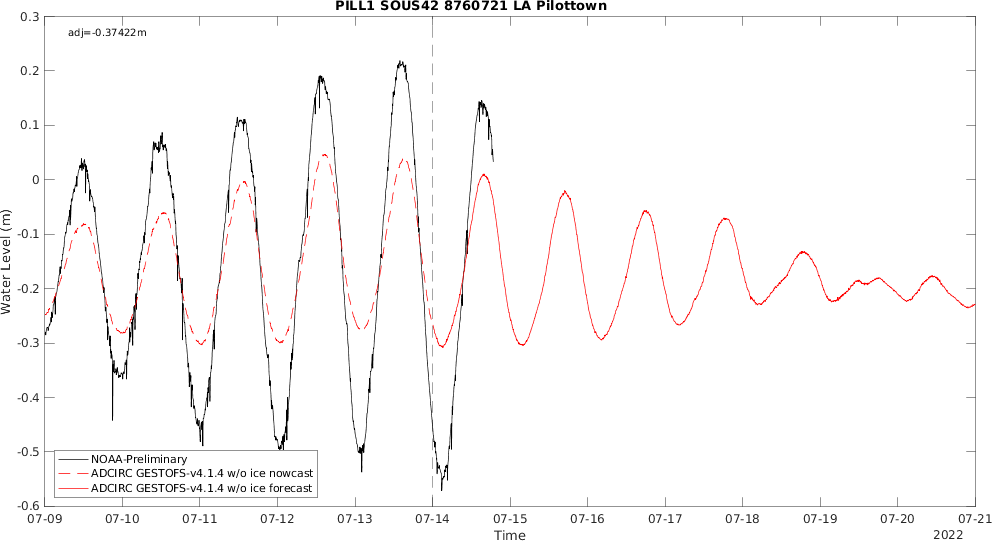 PILL1 SOUS42 8760721 LA Pilottown
adj=-0.37422m
0.3
0.2
0.1
0
-0.1
-0.2
-0.3
-0.4
-0.5
-0.6
Water Level (m)
NOAA-Preliminary
ADCIRC GESTOFS-v4.1.4 w/o ice nowcast
ADCIRC GESTOFS-v4.1.4 w/o ice forecast
07-09 07-10 07-11 07-12 07-13 07-14 07-15 07-16 07-17 07-18 07-19 07-20 07-21
Time
2022